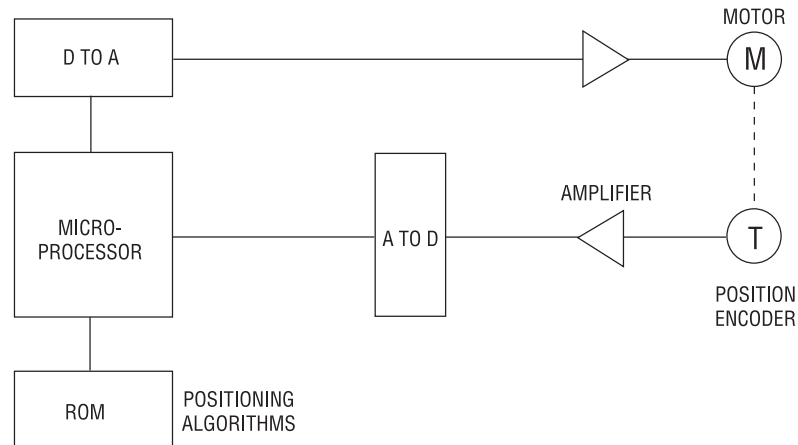 MOTOR
D TO A
M
MICRO-
PROCESSOR
A TO D
AMPLIFIER
T
POSITION
ENCODER
ROM
POSITIONING
ALGORITHMS